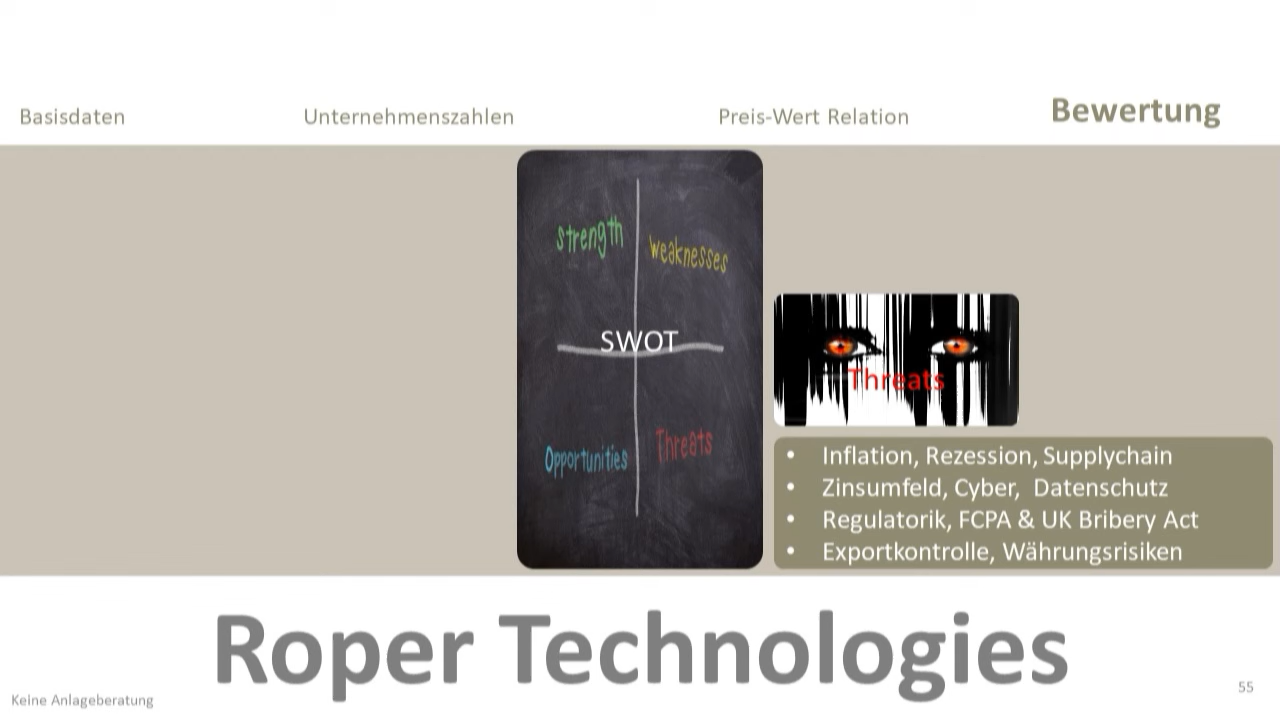 Basisdaten
Unternehmenszahlen
Preis-Wert Relation
Bewertung
strength
weaknesses
SWOT
Opportunities
Threats
Threats
• Inflation, Rezession, Supplychain
• Zinsumfeld, Cyber, Datenschutz
• Regulatorik, FCPA & UK Bribery Act
• Exportkontrolle, Währungsrisiken
Roper Technologies
Keine Anlageberatung
55